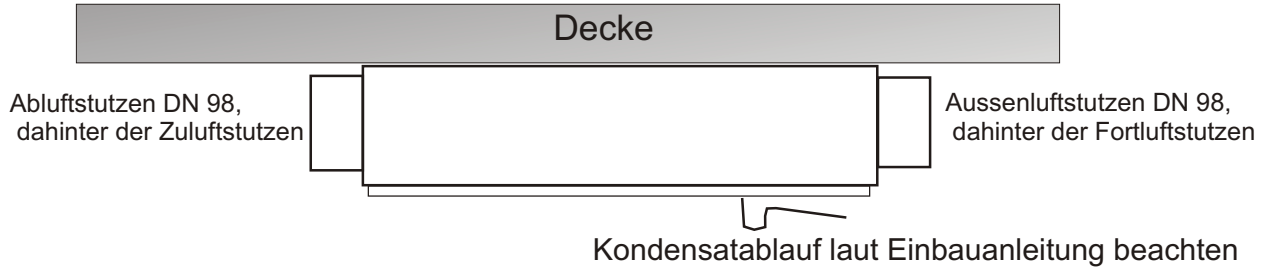 Decke
Abluftstutzen DN 98,
dahinter der Zuluftstutzen
Aussenluftstutzen DN 98,
dahinter der Fortluftstutzen
Kondensatablauf laut Einbauanleitung beachten